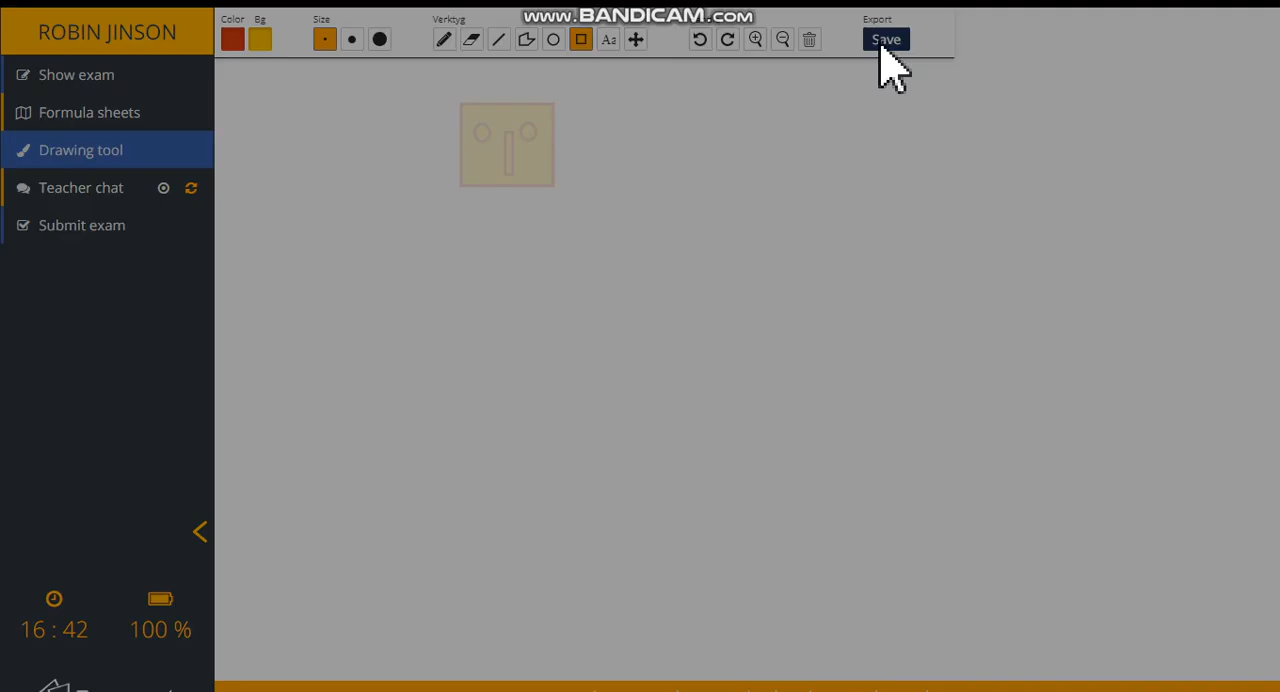 www.BANDICAM.com
ROBIN JINSON
Show exam
Formula sheets
Drawing tool
Teacher chat
Submit exam
16 : 42
100 %
Color Bg
Size
Verktyg
Aa
Export
Save